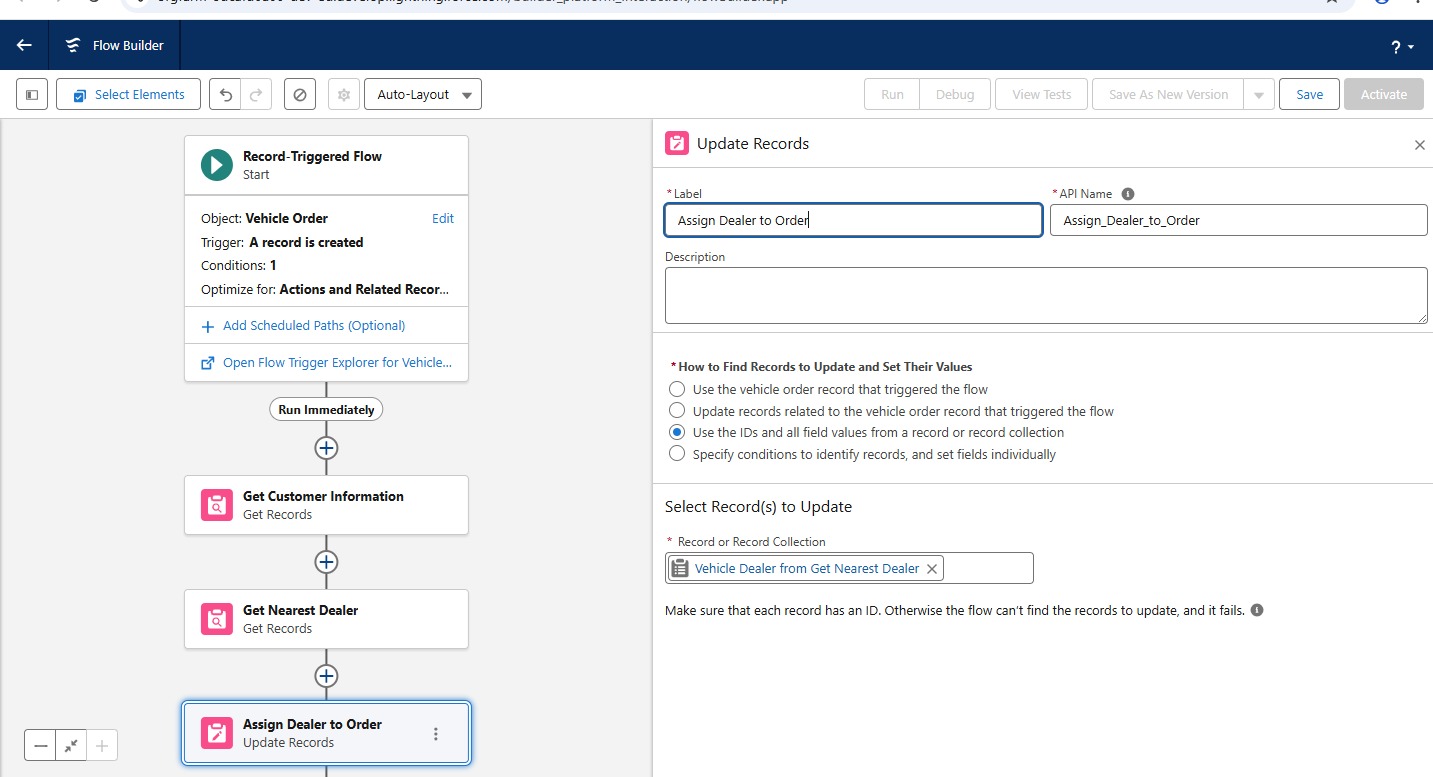 Flow Builder
?
Select Elements
Auto-Layout
Run
Debug
View Tests
Save As New Version
Save
Activate
Record-Triggered Flow
Start
Object: Vehicle Order
Edit
Trigger: A record is created
Conditions: 1
Optimize for: Actions and Related Recor...
Add Scheduled Paths (Optional)
Open Flow Trigger Explorer for Vehicle...
Run Immediately
Get Customer Information
Get Records
Get Nearest Dealer
Get Records
Assign Dealer to Order
Update Records
Update Records
* Label
Assign Dealer to Order
* API Name
Assign_Dealer_to_Order
Description
* How to Find Records to Update and Set Their Values
Use the vehicle order record that triggered the flow
Update records related to the vehicle order record that triggered the flow
Use the IDs and all field values from a record or record collection
Specify conditions to identify records, and set fields individually
Select Record(s) to Update
* Record or Record Collection
Vehicle Dealer from Get Nearest Dealer
Make sure that each record has an ID. Otherwise the flow can't find the records to update, and it fails.